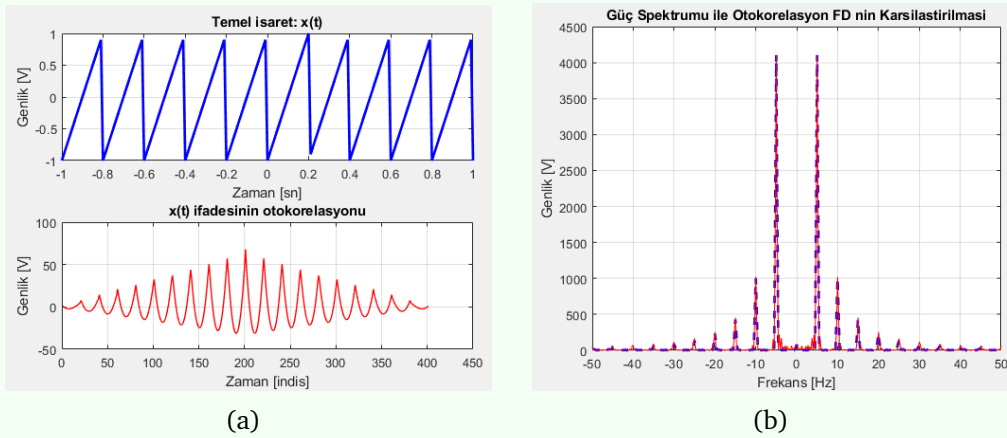 Temel isaret: x(t)
Genlik [V]
1
0.5
0
-0.5
-1
-1 -0.8 -0.6 -0.4 -0.2 0 0.2 0.4 0.6 0.8 1
Zaman [sn]
x(t) ifadesinin otokorelasyonu
Genlik [V]
100
50
0
-50
0 50 100 150 200 250 300 350 400 450
Zaman [indis]
(a)
Güç Spektrumu ile Otokorelasyon FD nin Karsilastirilmasi
Genlik [V]
4500
4000
3500
3000
2500
2000
1500
1000
500
0
-50 -40 -30 -20 -10 0 10 20 30 40 50
Frekans [Hz]
(b)